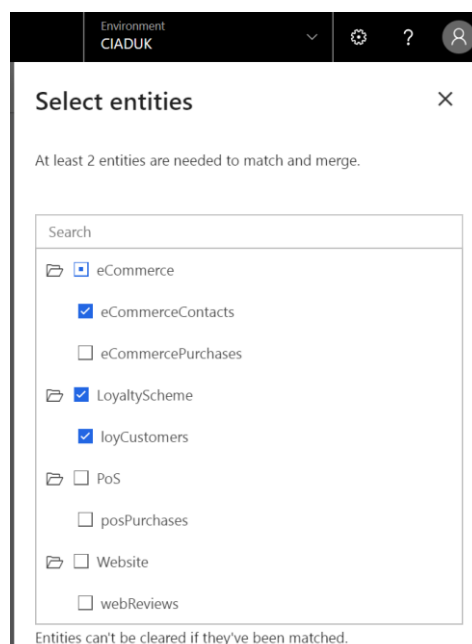 Environment
CIADUK
?
Select entities
At least 2 entities are needed to match and merge.
Search
eCommerce
eCommerceContacts
eCommercePurchases
LoyaltyScheme
loyCustomers
PoS
posPurchases
Website
webReviews
Entities can't be cleared if they've been matched.